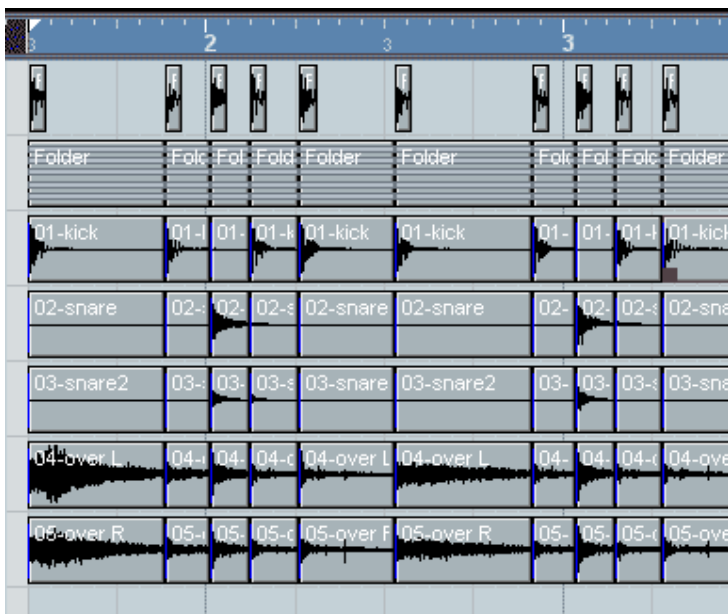 3 2 3 3
F F F F F F F F F F
Folder Folc Fol Fold Folder Folder Folc Fol Folc Folder
01-kick 01-l 01- 01-k 01-kick 01-kick 01- 01- 01-k 01-kick
02-snare 02-s 02- 02-s 02-snare 02-snare 02- 02- 02-s 02-sna
03-snare2 03-s 03- 03-s 03-snare 03-snare2 03- 03- 03-s 03-sna
04-over L 04-o 04- 04-o 04-over L 04-over L 04- 04- 04-o 04-ove
05-over R 05-o 05- 05-o 05-over F 05-over R 05- 05- 05-o 05-ove